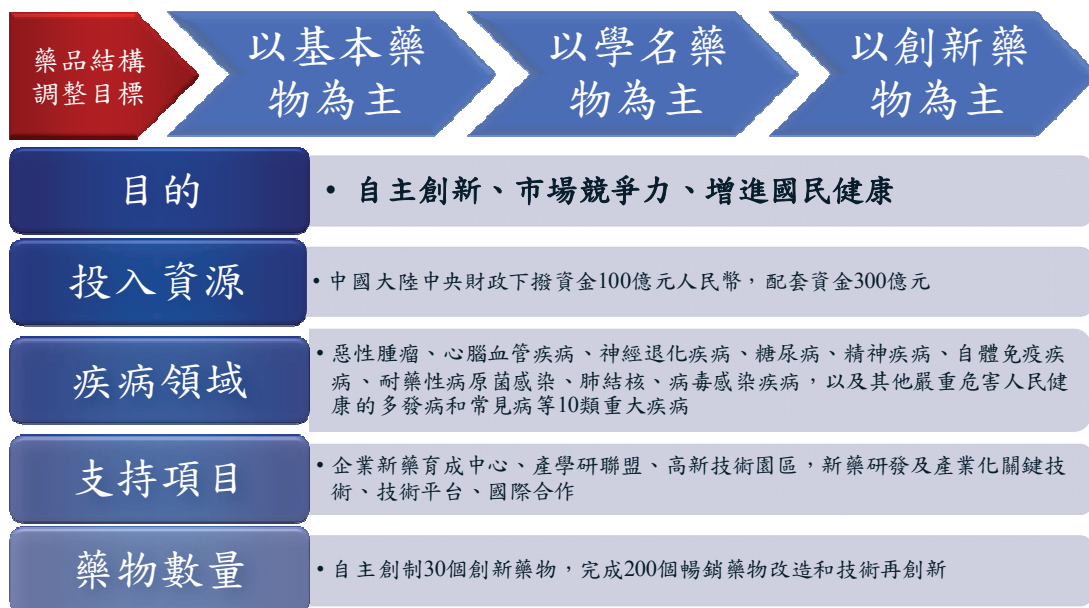 藥品結構
調整目標
以基本藥
物為主
以學名藥
物為主
以創新藥
物為主
目的
• 自主創新、市場競爭力、增進國民健康
投入資源
• 中國大陸中央財政下撥資金100億元人民幣，配套資金300億元
疾病領域
• 惡性腫瘤、心腦血管疾病、神經退化疾病、糖尿病、精神疾病、自體免疫疾
病、耐藥性病原菌感染、肺結核、病毒感染疾病，以及其他嚴重危害人民健
康的多發病和常見病等10類重大疾病
支持項目
• 企業新藥育成中心、產學研聯盟、高新技術園區，新藥研發及產業化關鍵技
術、技術平台、國際合作
藥物數量
• 自主創制30個創新藥物，完成200個暢銷藥物改造和技術再創新